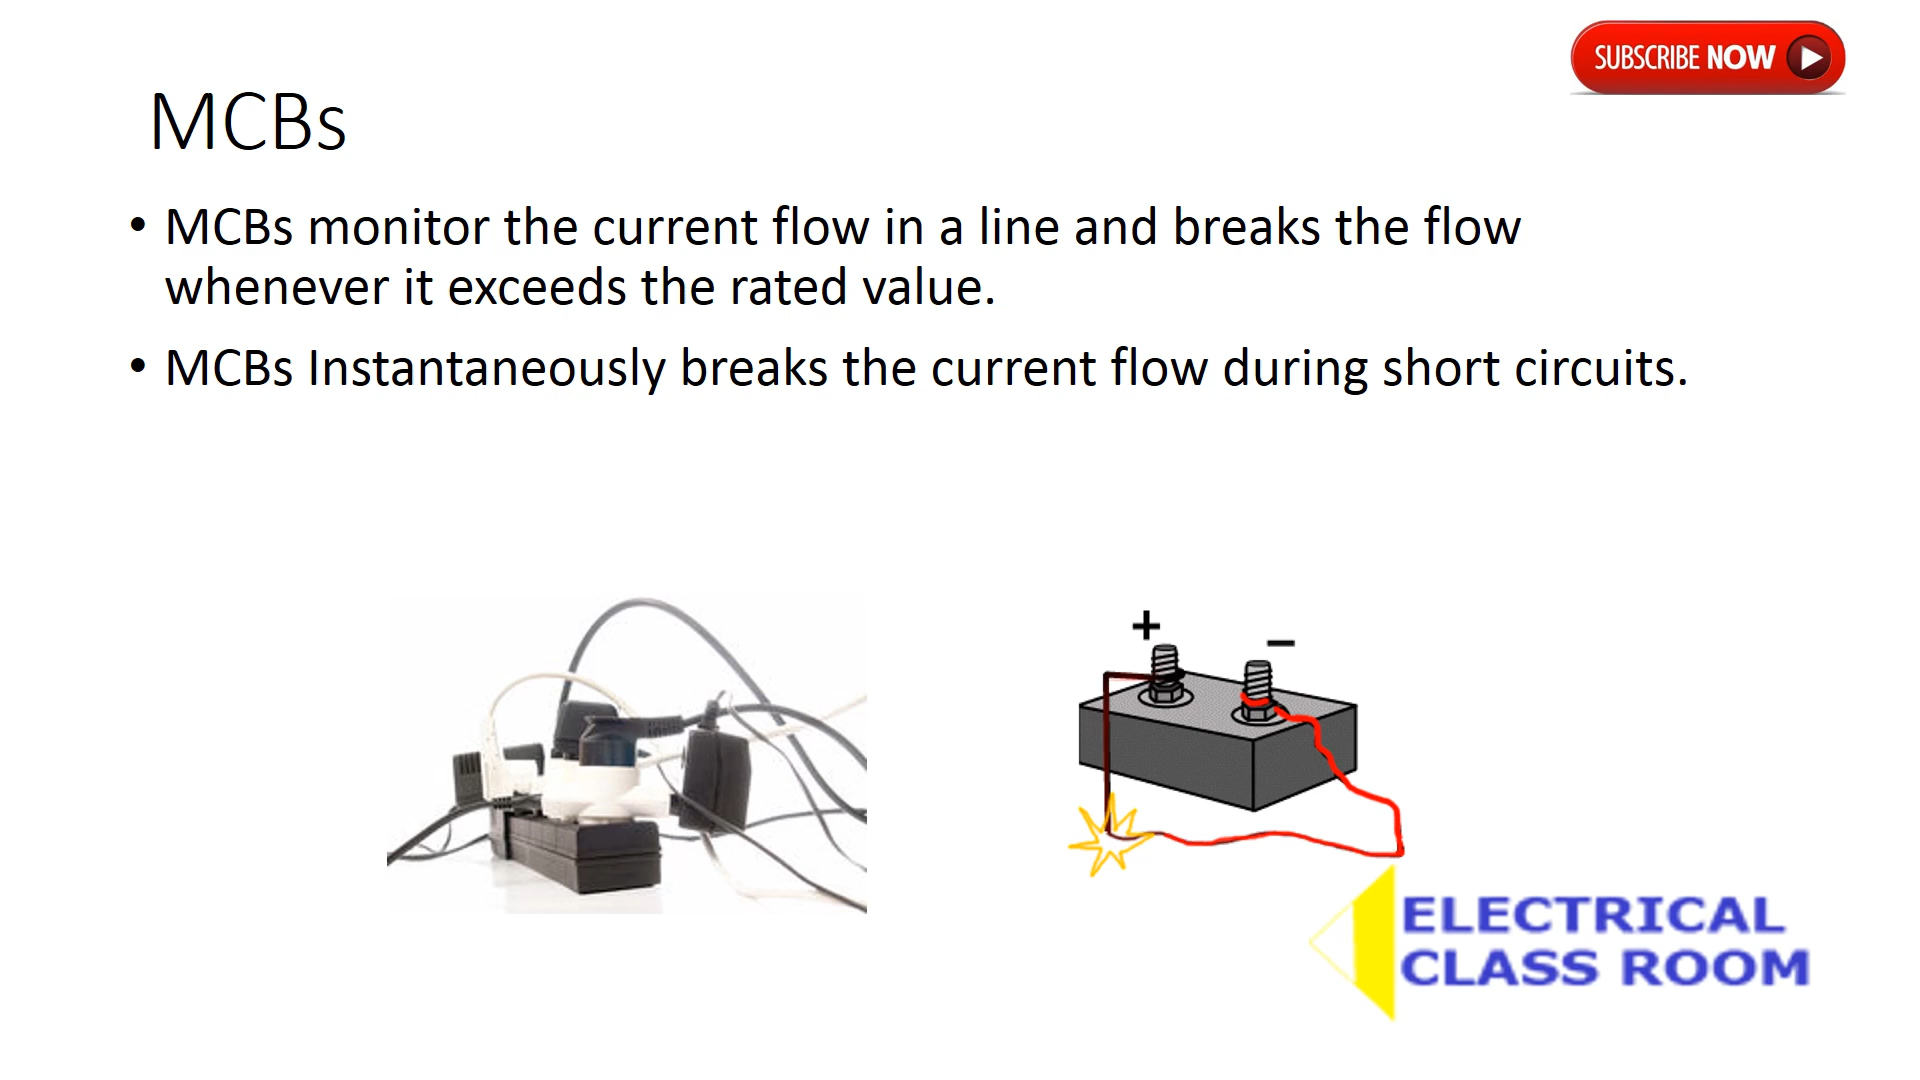 SUBSCRIBE NOW
MCBs
• MCBs monitor the current flow in a line and breaks the flow
whenever it exceeds the rated value.
• MCBs Instantaneously breaks the current flow during short circuits.
+ −
ELECTRICAL
CLASS ROOM